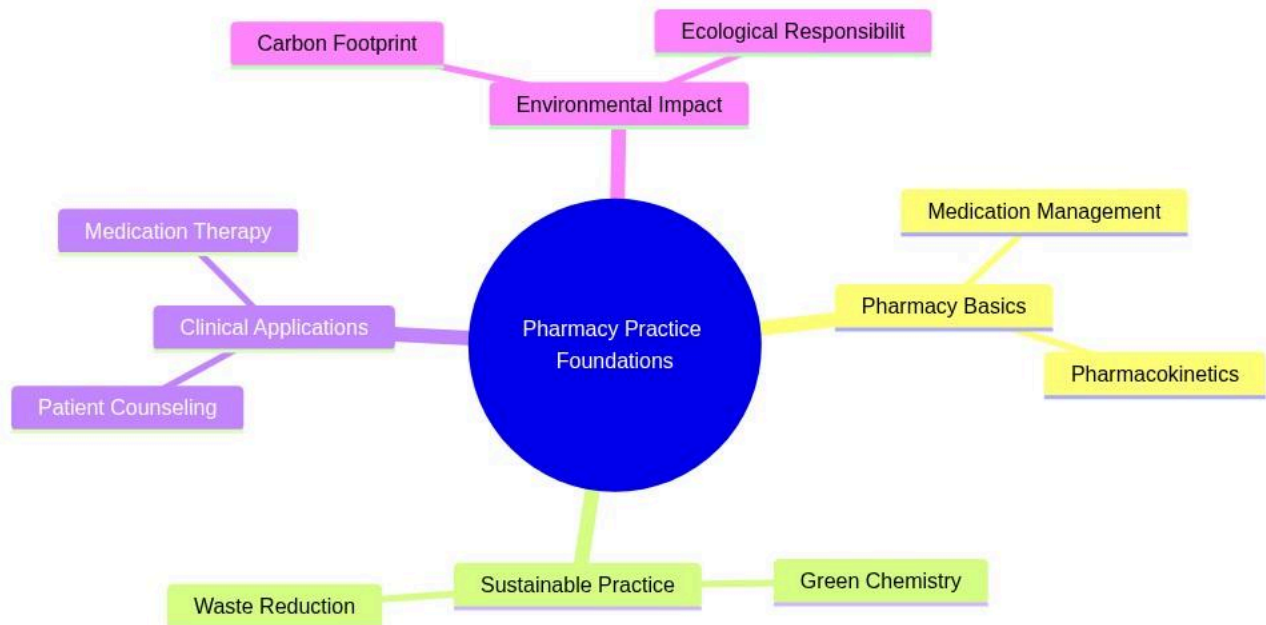 Carbon Footprint
Ecological Responsibilit
Environmental Impact
Medication Therapy
Medication Management
Clinical Applications
Pharmacy Practice
Foundations
Pharmacy Basics
Patient Counseling
Pharmacokinetics
Sustainable Practice
Green Chemistry
Waste Reduction